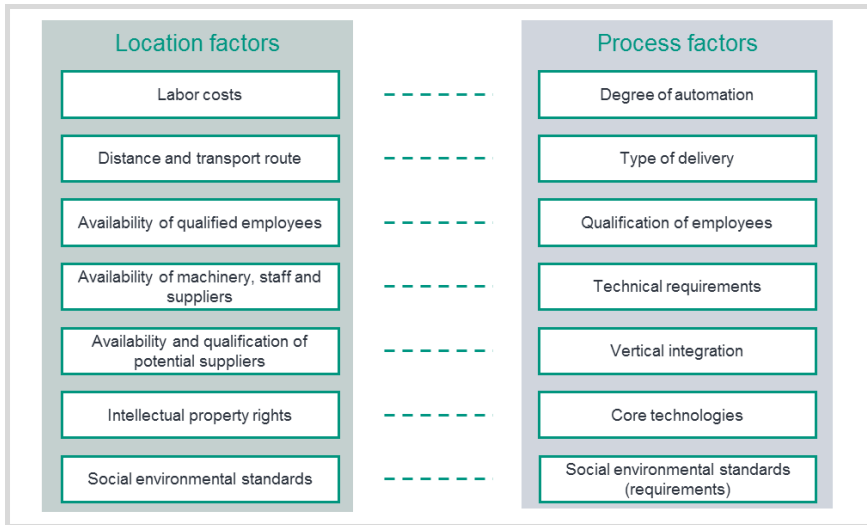 Location factors
Process factors
Labor costs
Degree of automation
Distance and transport route
Type of delivery
Availability of qualified employees
Qualification of employees
Availability of machinery, staff and
suppliers
Technical requirements
Availability and qualification of
potential suppliers
Vertical integration
Intellectual property rights
Core technologies
Social environmental standards
Social environmental standards
(requirements)